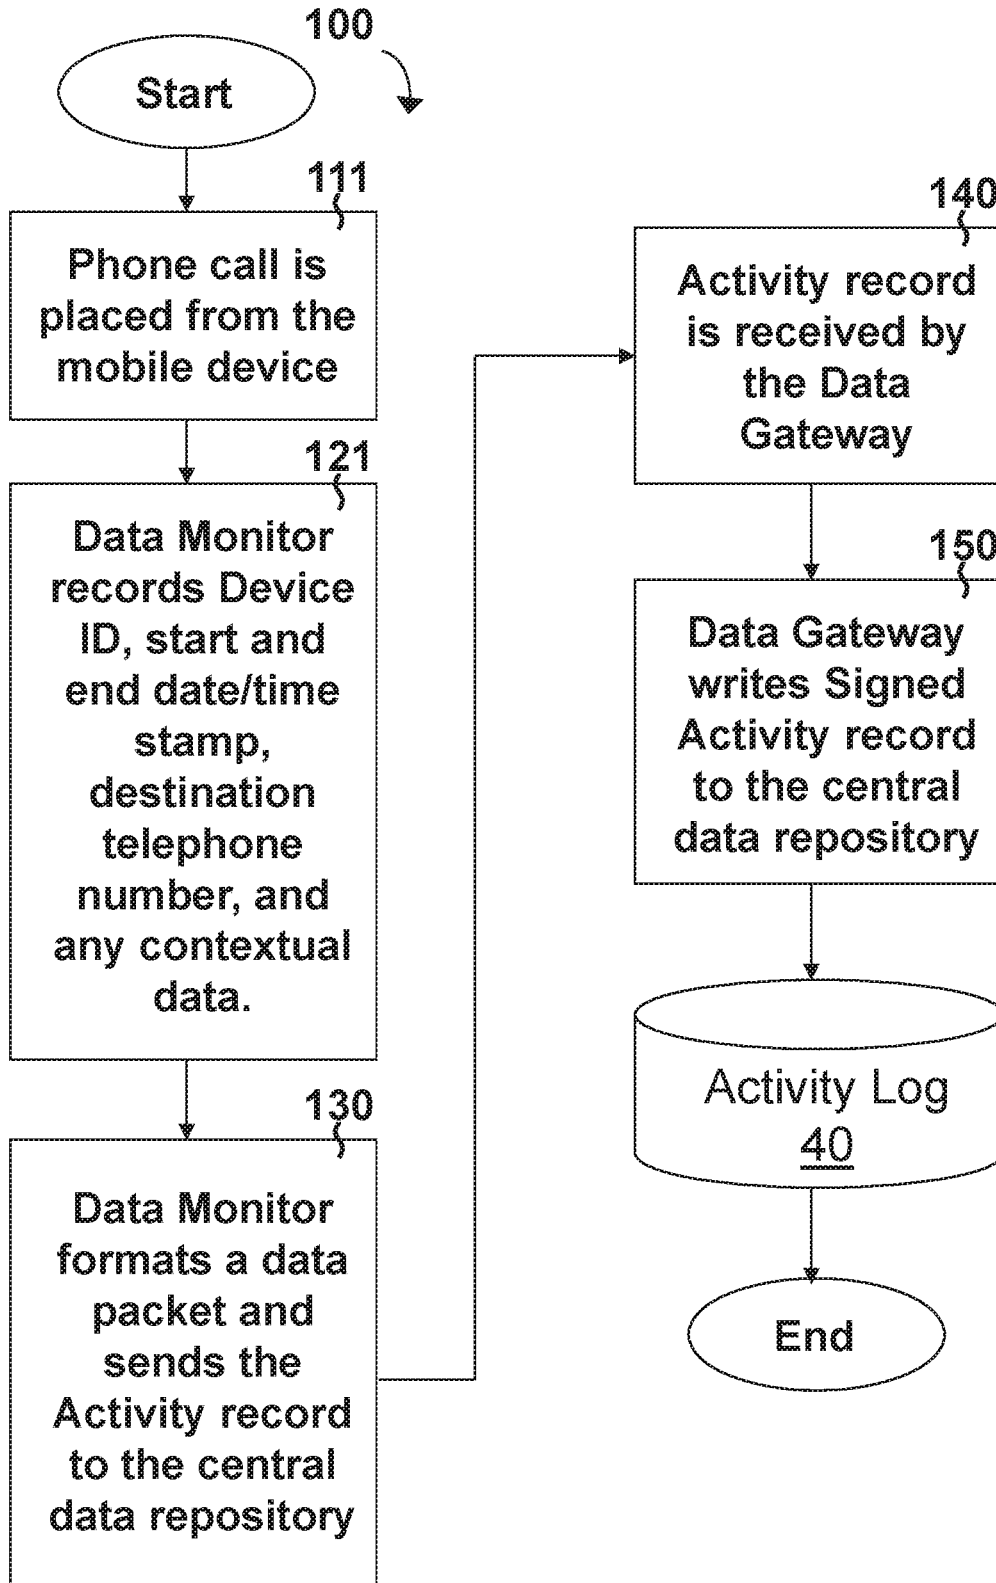 100
Start
111
Phone call is
placed from the
mobile device
121
Data Monitor
records Device
ID, start and
end date/time
stamp,
destination
telephone
number, and
any contextual
data.
130
Data Monitor
formats a data
packet and
sends the
Activity record
to the central
data repository
140
Activity record
is received by
the Data
Gateway
150
Data Gateway
writes Signed
Activity record
to the central
data repository
Activity Log
40
End